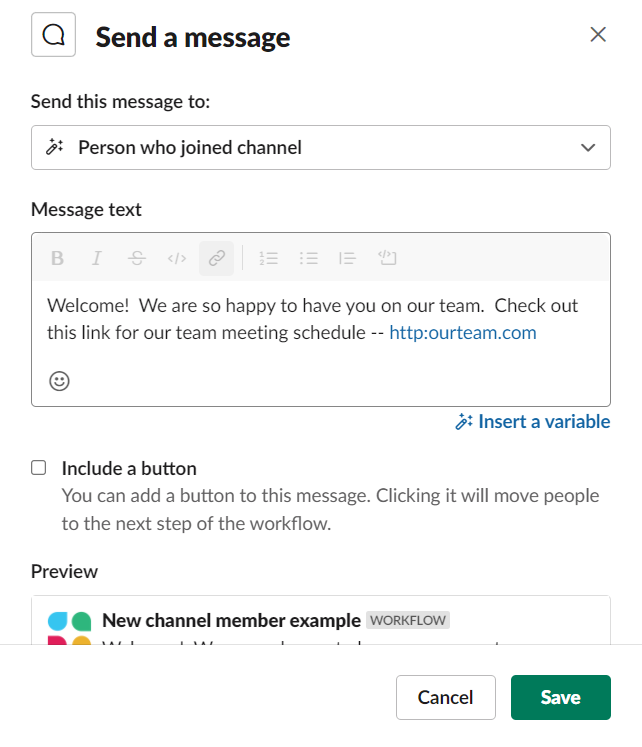 Send a message
Send this message to:
Person who joined channel
Message text
B I S </>
Welcome!  We are so happy to have you on our team.  Check out
this link for our team meeting schedule -- http:ourteam.com
Insert a variable
Include a button
You can add a button to this message. Clicking it will move people
to the next step of the workflow.
Preview
New channel member example WORKFLOW
Cancel Save